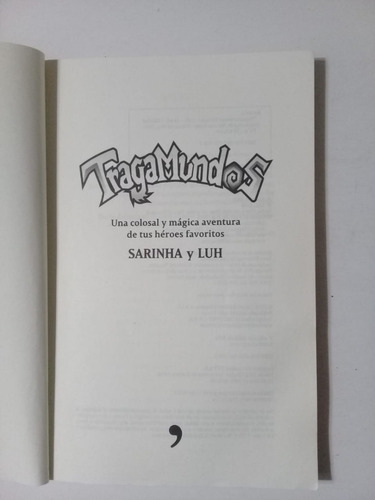 TragaMundos
Una colosal y mágica aventura
de tus héroes favoritos
SARINHA y LUH